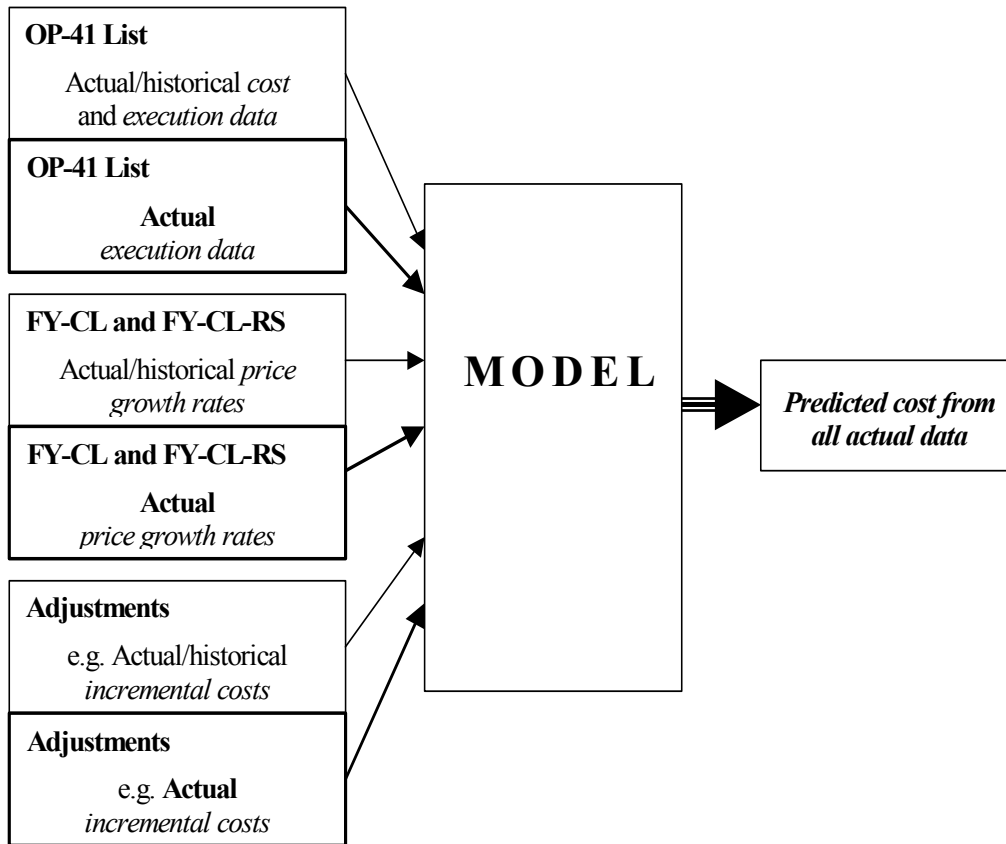 OP-41 List
Actual/historical cost
and execution data
OP-41 List
Actual
execution data
FY-CL and FY-CL-RS
Actual/historical price
growth rates
FY-CL and FY-CL-RS
Actual
price growth rates
Adjustments
e.g. Actual/historical
incremental costs
Adjustments
e.g. Actual
incremental costs
MODEL
Predicted cost from
all actual data